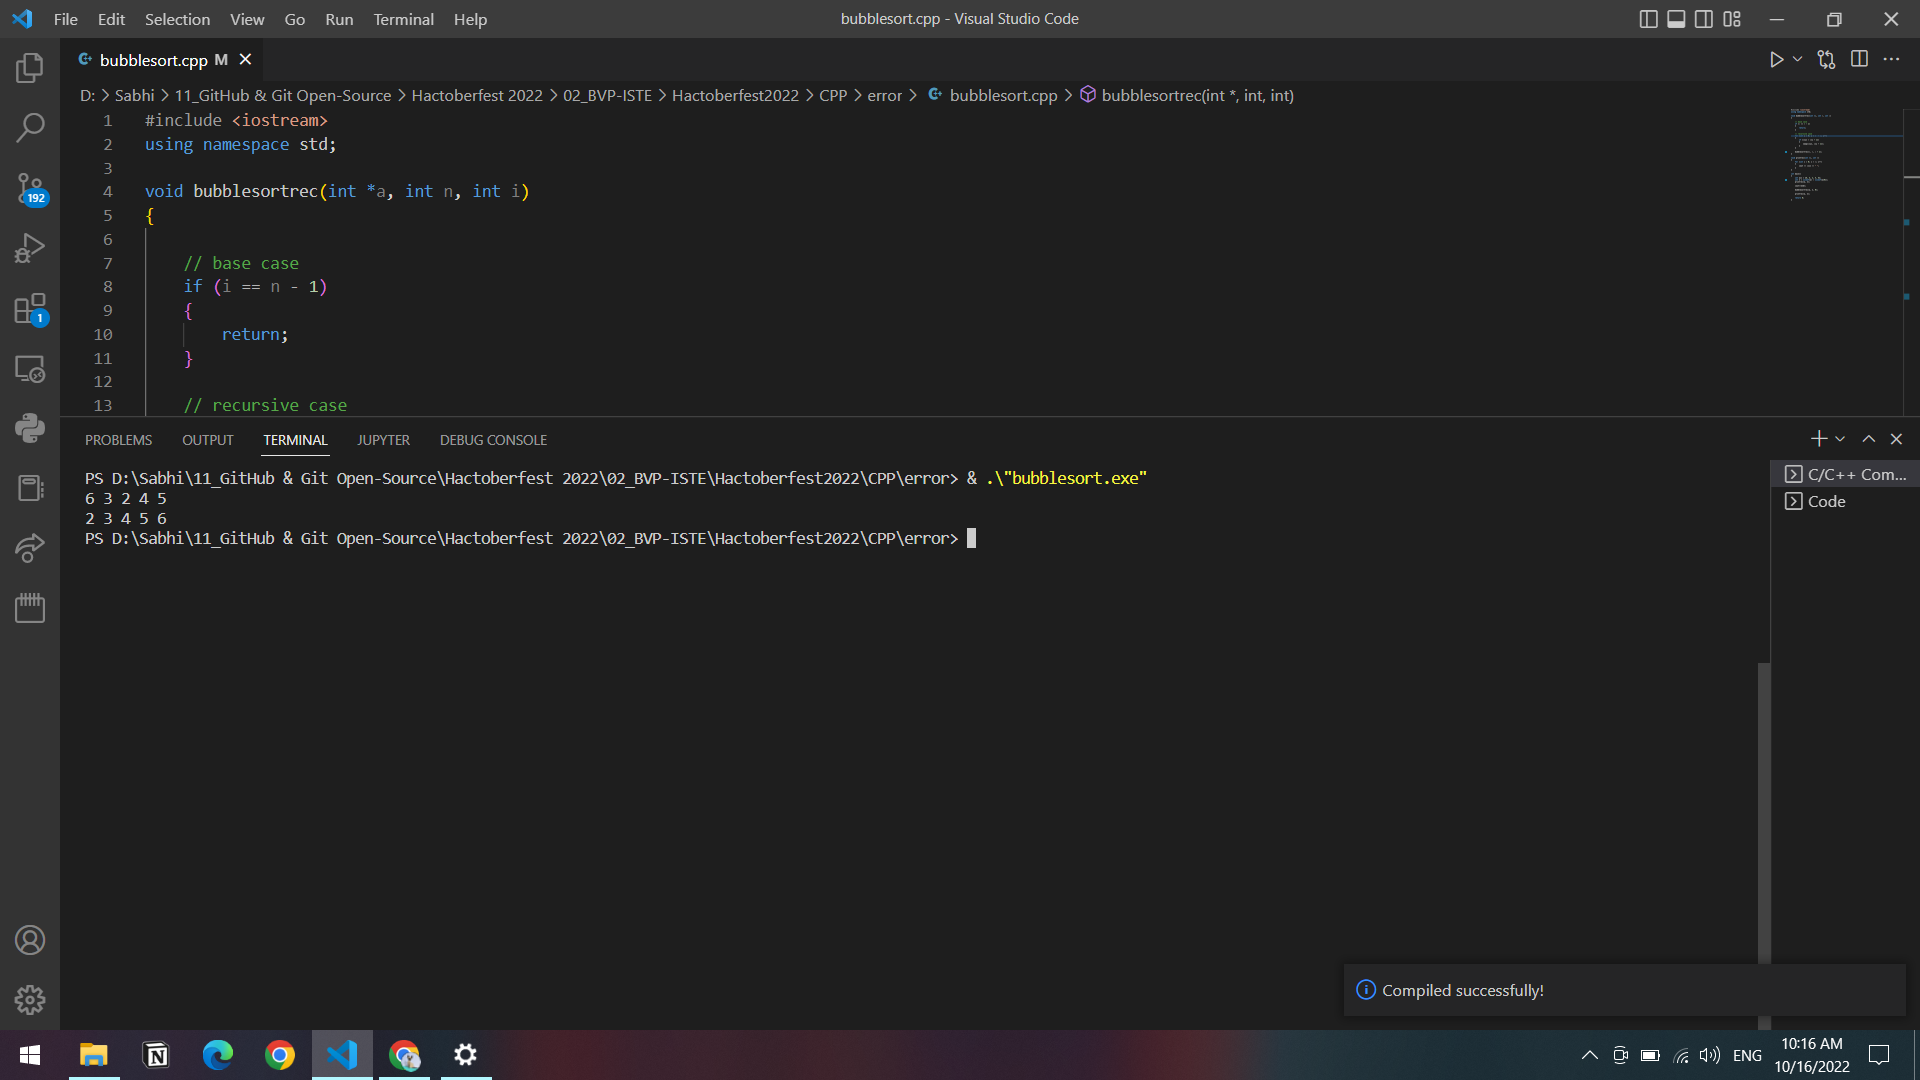 File Edit Selection View Go Run Terminal Help
bubblesort.cpp - Visual Studio Code
bubblesort.cpp M
D: > Sabhi > 11_GitHub & Git Open-Source > Hactoberfest 2022 > 02_BVP-ISTE > Hactoberfest2022 > CPP > error > bubblesort.cpp > bubblesortrec(int *, int, int)
1 #include <iostream>
2 using namespace std;
3
4 void bubblesortrec(int *a, int n, int i)
5 {
6
7 // base case
8 if (i == n - 1)
9 {
10 return;
11 }
12
13 // recursive case
192
1
PROBLEMS OUTPUT TERMINAL JUPYTER DEBUG CONSOLE
PS D:\Sabhi\11_GitHub & Git Open-Source\Hactoberfest 2022\02_BVP-ISTE\Hactoberfest2022\CPP\error> & .\"bubblesort.exe"
6 3 2 4 5
2 3 4 5 6
PS D:\Sabhi\11_GitHub & Git Open-Source\Hactoberfest 2022\02_BVP-ISTE\Hactoberfest2022\CPP\error>
C/C++ Com...
Code
Compiled successfully!
ENG
10:16 AM
10/16/2022